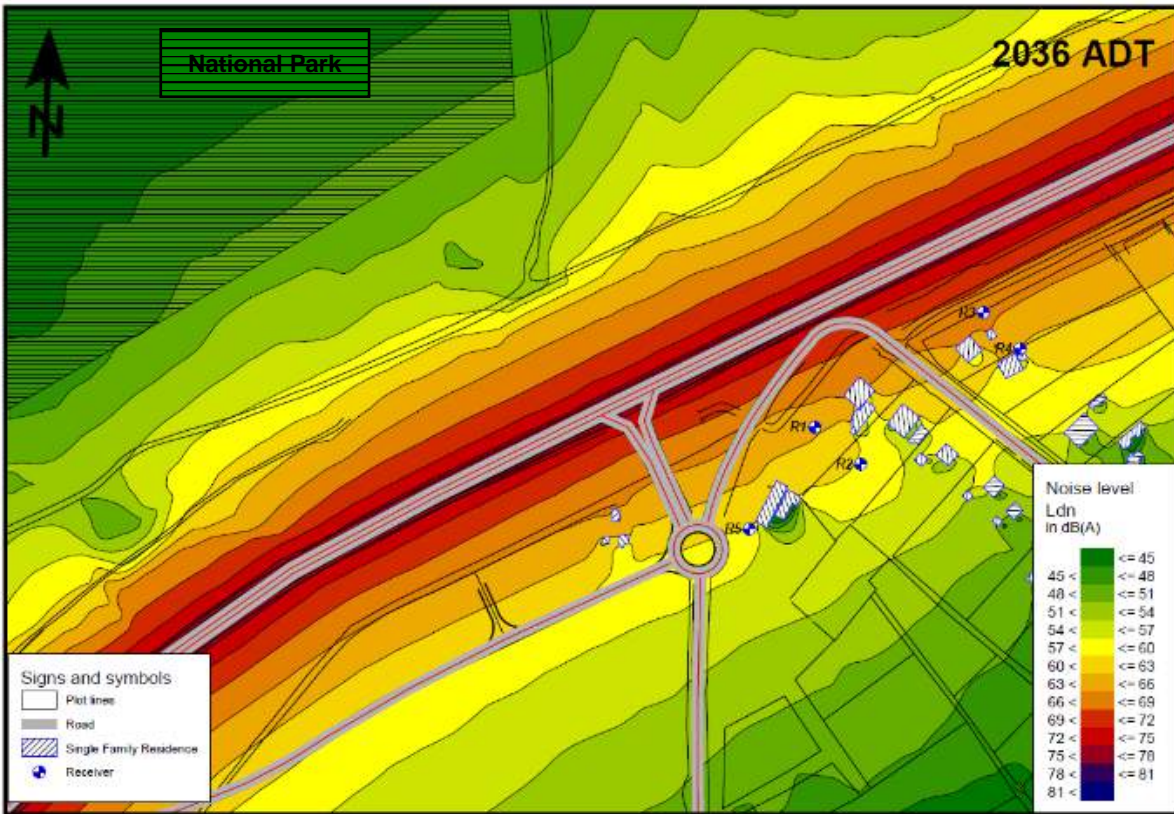 National Park
2036 ADT
N
R3
R4
R1
R2
R5
Noise level
Ldn
in dB(A)
<= 45
45 < <= 48
48 < <= 51
51 < <= 54
54 < <= 57
57 < <= 60
60 < <= 63
63 < <= 66
66 < <= 69
69 < <= 72
72 < <= 75
75 < <= 78
78 < <= 81
81 <
Signs and symbols
Plot lines
Road
Single Family Residence
Receiver